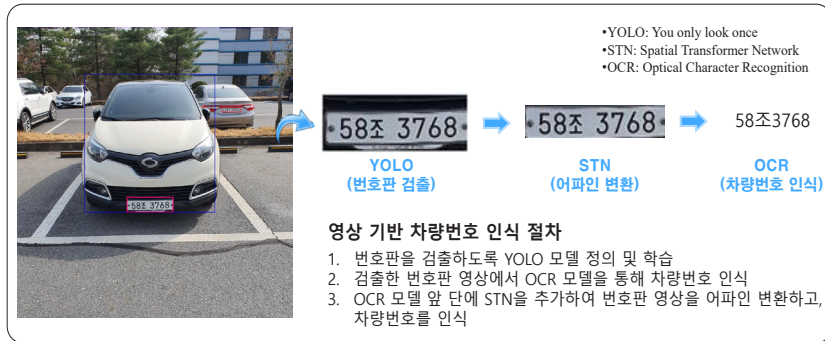 •YOLO: You only look once
•STN: Spatial Transformer Network
•OCR: Optical Character Recognition
58조 3768
58조 3768
58조 3768
58조3768
YOLO
(번호판 검출)
STN
(어파인 변환)
OCR
(차량번호 인식)
영상 기반 차량번호 인식 절차
1. 번호판을 검출하도록 YOLO 모델 정의 및 학습
2. 검출한 번호판 영상에서 OCR 모델을 통해 차량번호 인식
3. OCR 모델 앞 단에 STN을 추가하여 번호판 영상을 어파인 변환하고,
차량번호를 인식